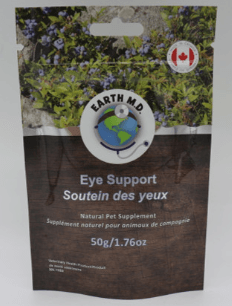 EARTH M.D.
Eye Support
Soutein des yeux
Natural Pet Supplement
Supplément naturel pour animaux de compagnie
50g/1.76oz